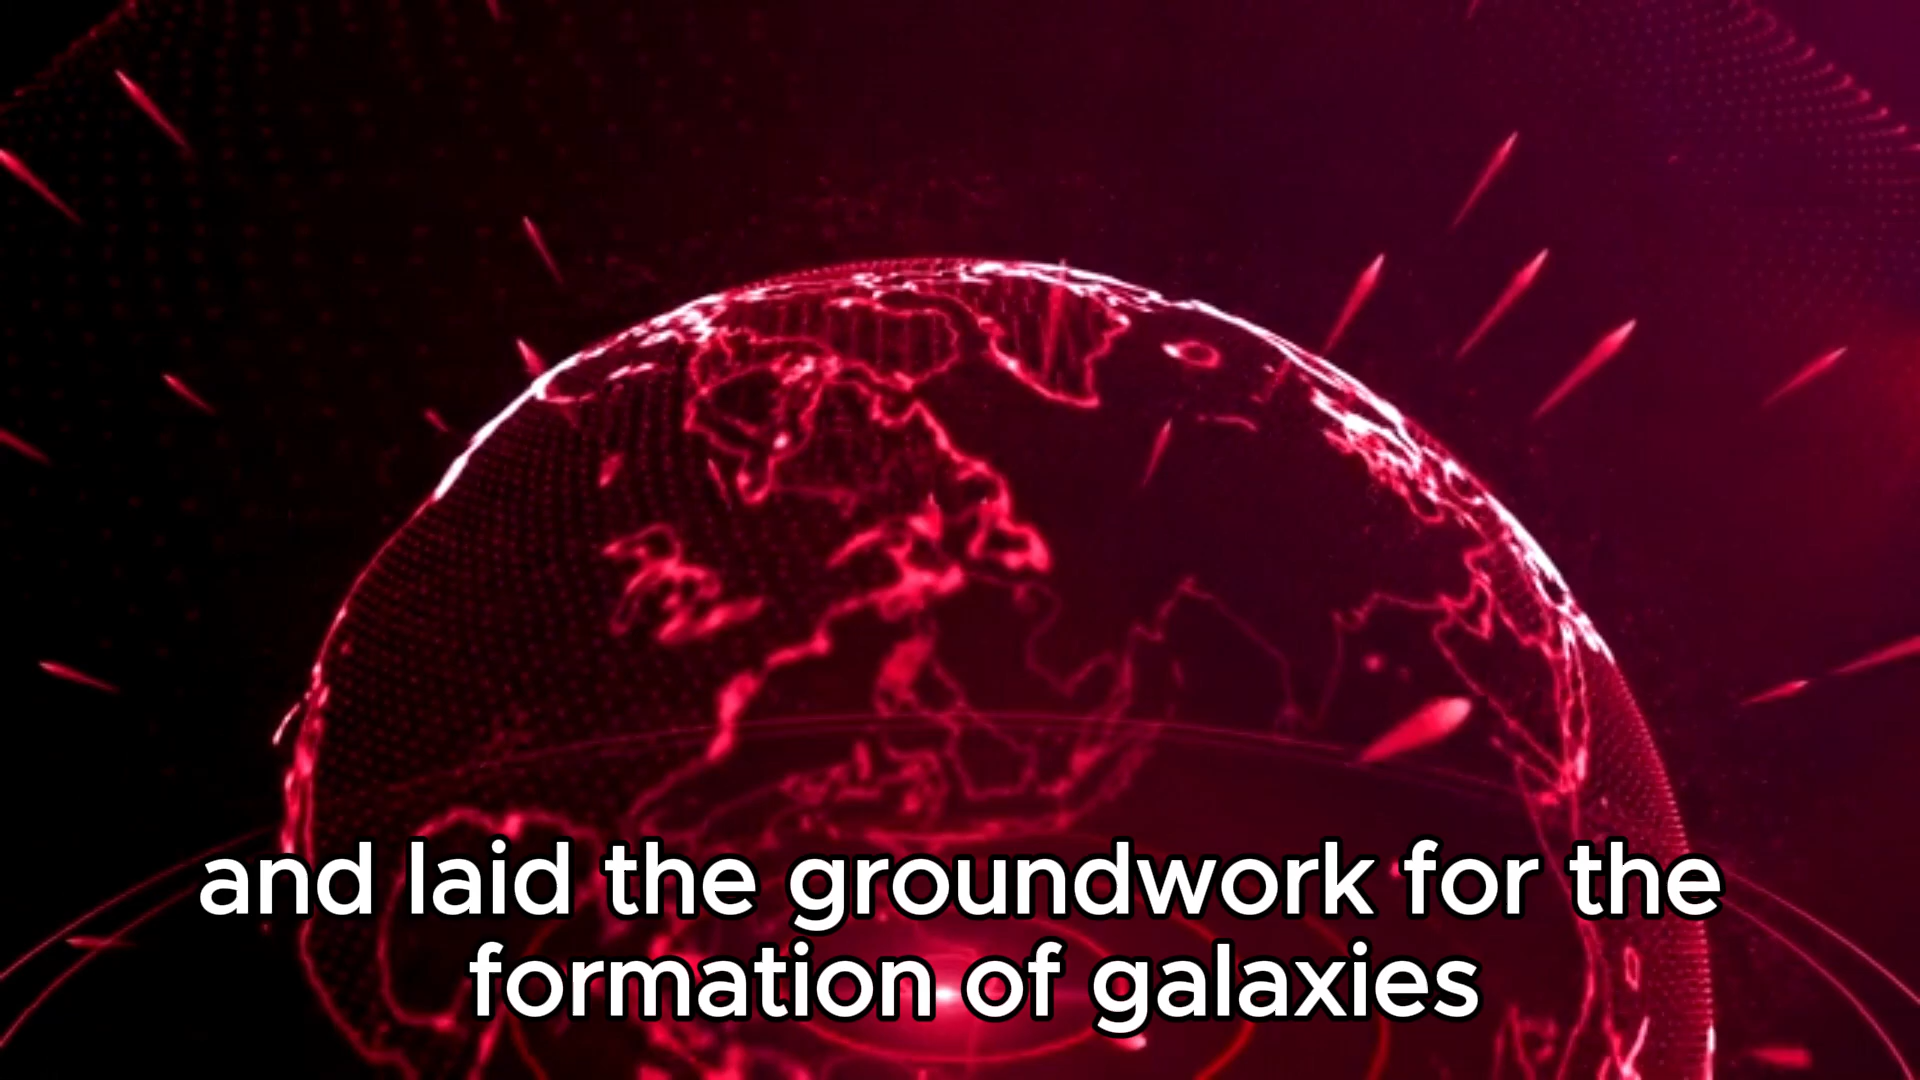 and laid the groundwork for the
formation of galaxies